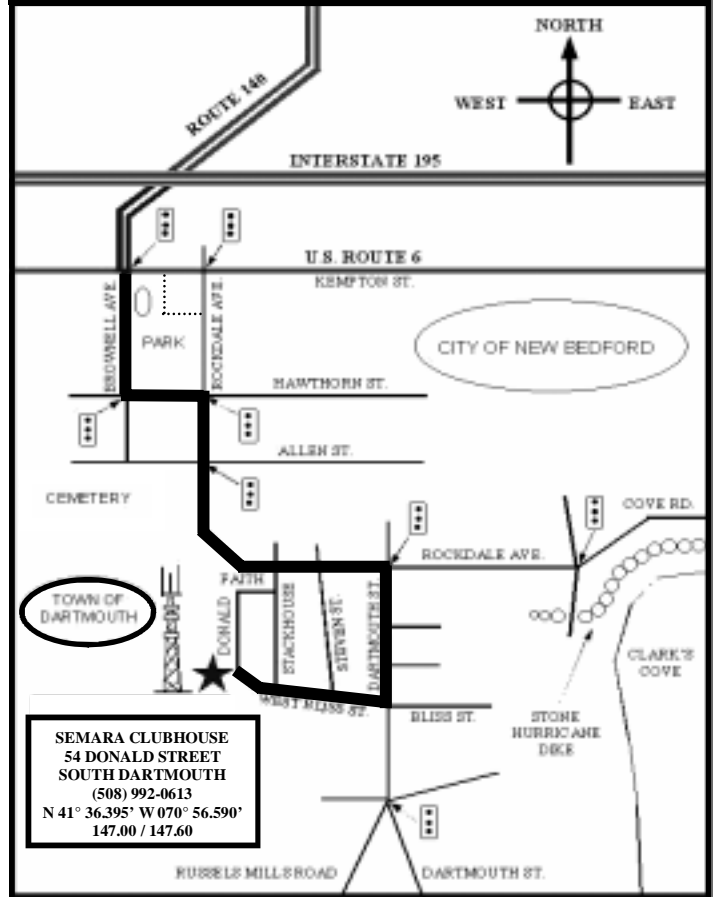 NORTH
ROUTE 140
WEST
EAST
INTERSTATE 195
U.S. ROUTE 6
KEMPTON ST.
BROWNELL AVE.
PARK
ROCKDALE AVE.
CITY OF NEW BEDFORD
HAWTHORN ST.
ALLEN ST.
CEMETERY
COVE RD.
ROCKDALE AVE.
FAITH
TOWN OF
DARTMOUTH
DONALD
STACKHOUSE
STEVEN ST.
DARTMOUTH ST.
CLARK'S
COVE
WEST BLISS ST.
BLISS ST.
STONE
HURRICANE
DIKE
SEMARA CLUBHOUSE
54 DONALD STREET
SOUTH DARTMOUTH
(508) 992-0613
N 41° 36.395’ W 070° 56.590’
147.00 / 147.60
RUSSELS MILLS ROAD
DARTMOUTH ST.